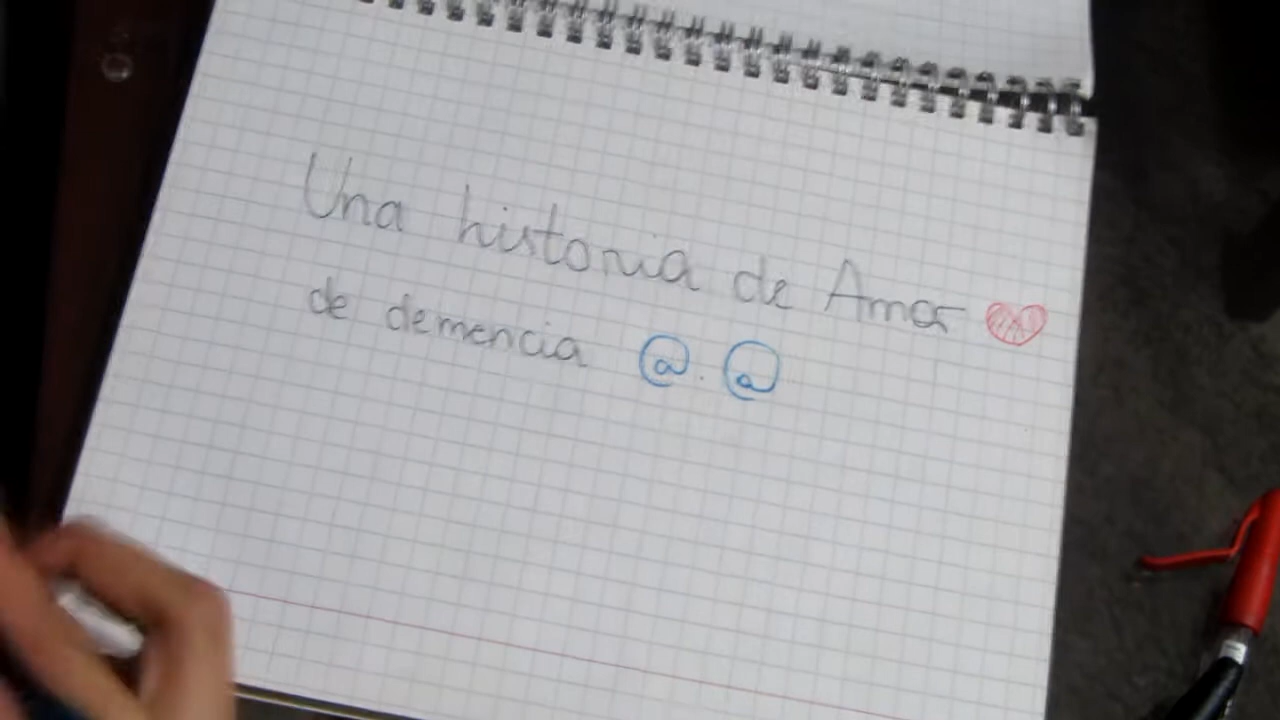 Una historia de Amor ♥
de demencia @.@